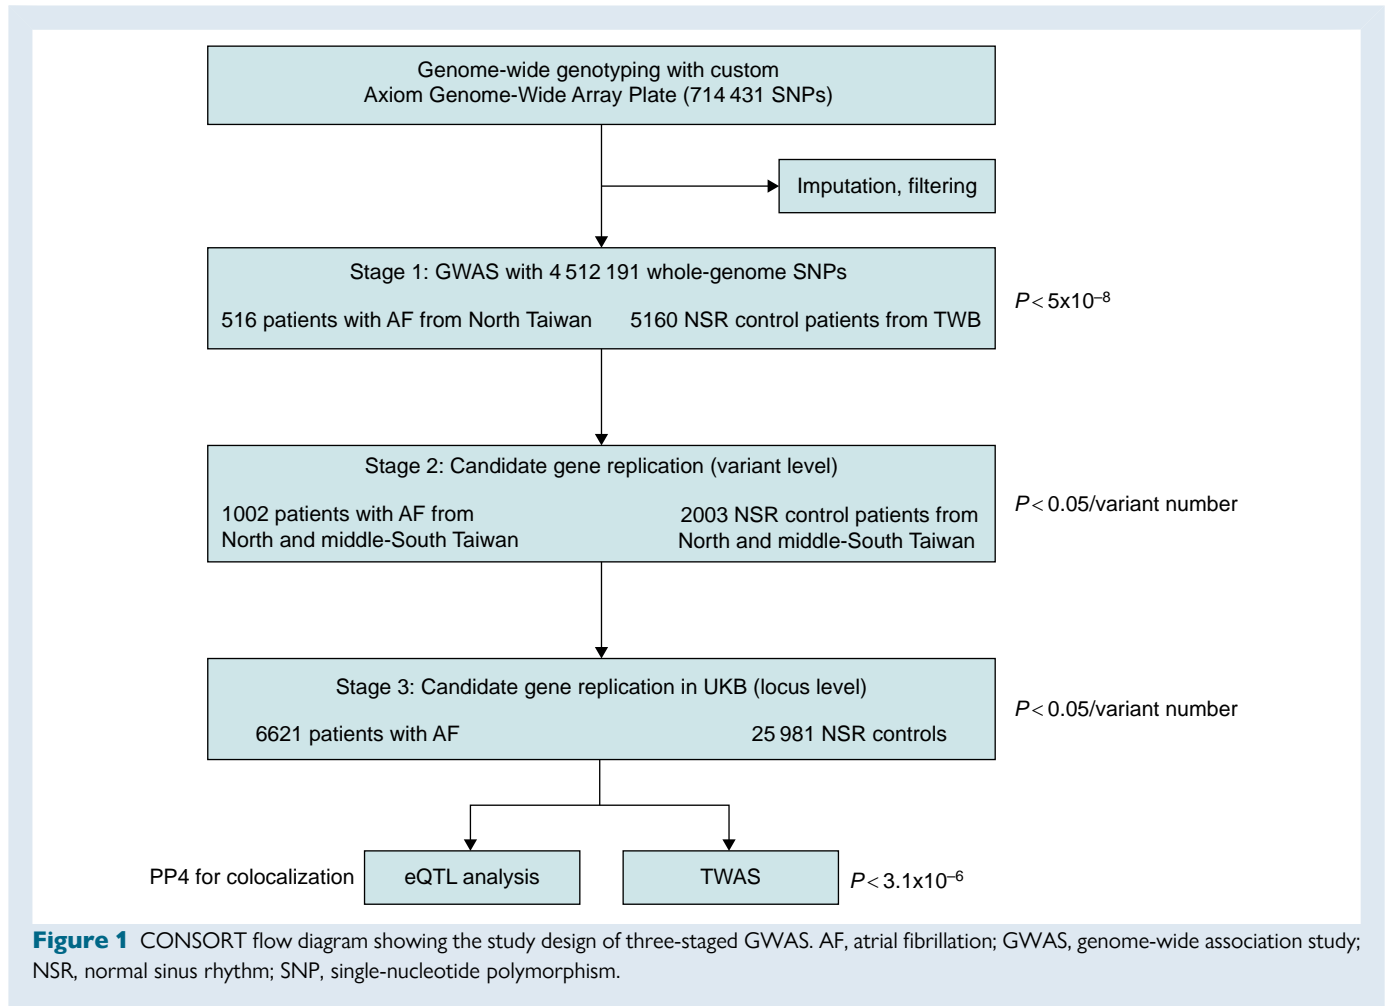 Genome-wide genotyping with custom
Axiom Genome-Wide Array Plate (714 431 SNPs)
Imputation, filtering
Stage 1: GWAS with 4 512 191 whole-genome SNPs
516 patients with AF from North Taiwan 5160 NSR control patients from TWB
P < 5x10⁻⁸
Stage 2: Candidate gene replication (variant level)
1002 patients with AF from
North and middle-South Taiwan
2003 NSR control patients from
North and middle-South Taiwan
P < 0.05/variant number
Stage 3: Candidate gene replication in UKB (locus level)
6621 patients with AF 25 981 NSR controls
P < 0.05/variant number
PP4 for colocalization
eQTL analysis
TWAS
P < 3.1x10⁻⁶
Figure 1 CONSORT flow diagram showing the study design of three-staged GWAS. AF, atrial fibrillation; GWAS, genome-wide association study;
NSR, normal sinus rhythm; SNP, single-nucleotide polymorphism.